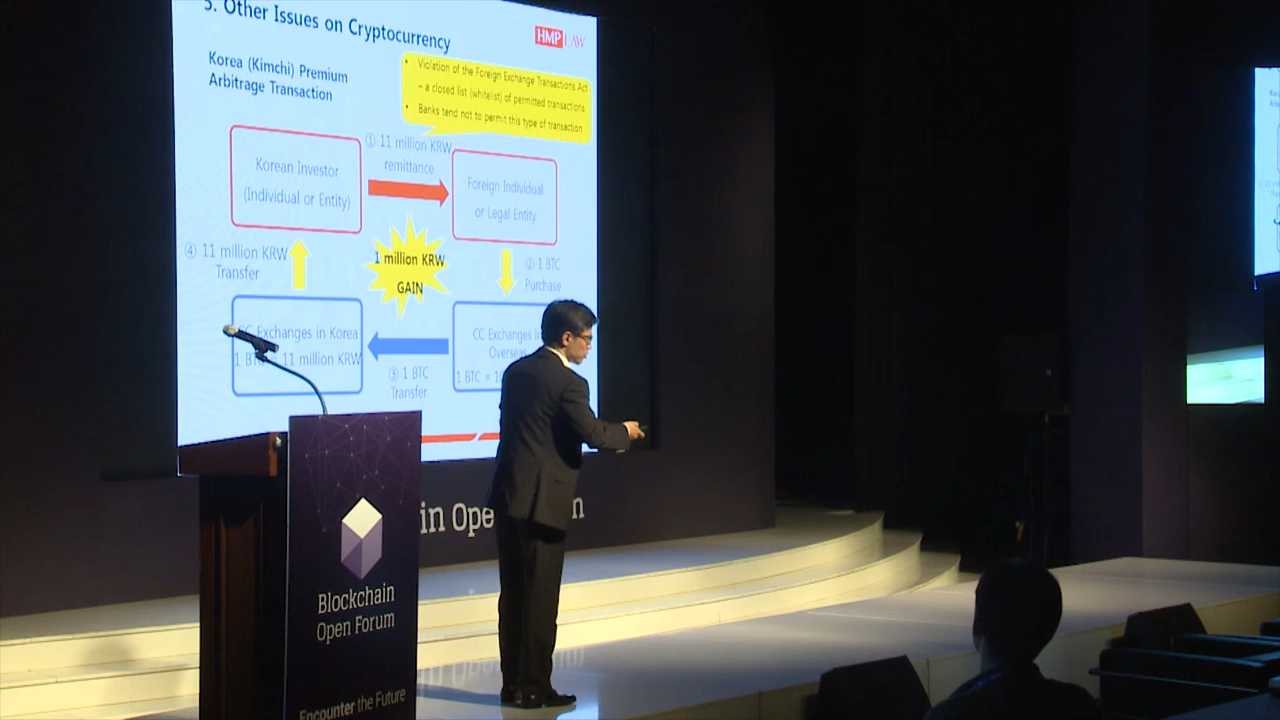 5. Other Issues on Cryptocurrency
HMP LAW
Korea (Kimchi) Premium
Arbitrage Transaction
• Violation of the Foreign Exchange Transactions Act
– a closed list (whitelist) of permitted transactions
• Banks tend not to permit this type of transaction
① 11 million KRW
remittance
Korean Investor
(Individual or Entity)
Foreign Individual
or Legal Entity
④ 11 million KRW
Transfer
1 million KRW
GAIN
② 1 BTC
Purchase
CC Exchanges in Korea
1 BTC = 11 million KRW
CC Exchanges
Overseas
1 BTC =
③ 1 BTC
Transfer
in Ope
n
Blockchain
Open Forum
Encounter the Future